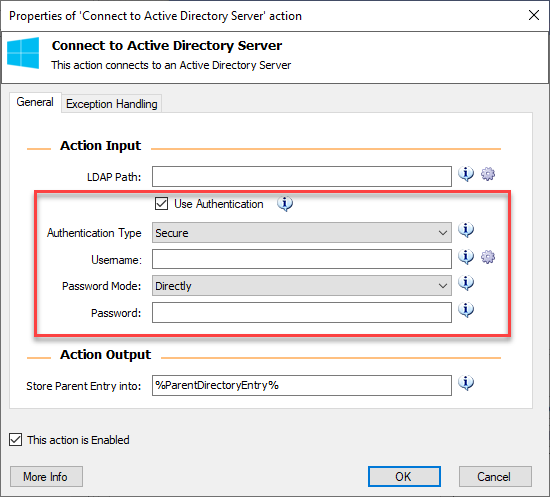 Properties of 'Connect to Active Directory Server' action
Connect to Active Directory Server
This action connects to an Active Directory Server
General
Exception Handling
Action Input
LDAP Path:
Use Authentication
Authentication Type
Secure
Username:
Password Mode:
Directly
Password:
Action Output
Store Parent Entry into:
%ParentDirectoryEntry%
This action is Enabled
More Info
OK
Cancel